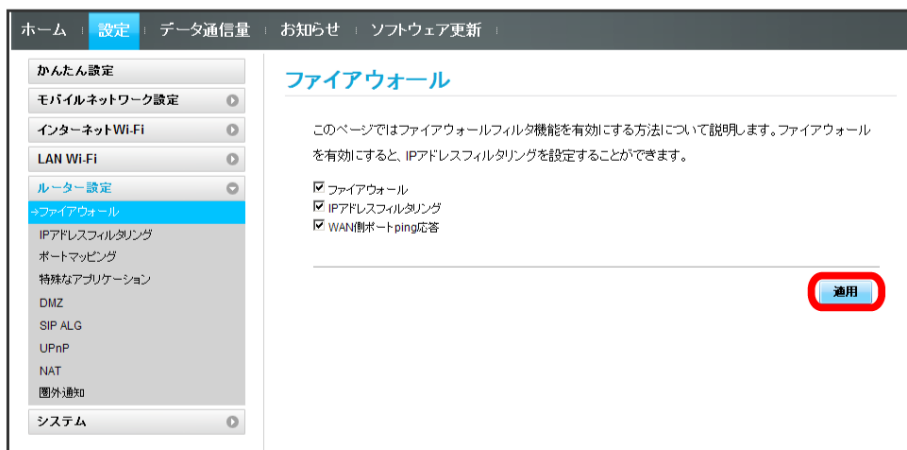 ホーム 設定 データ通信量 お知らせ ソフトウェア更新
かんたん設定
モバイルネットワーク設定
インターネットWi-Fi
LAN Wi-Fi
ルーター設定
→ファイアウォール
IPアドレスフィルタリング
ポートマッピング
特殊なアプリケーション
DMZ
SIP ALG
UPnP
NAT
圏外通知
システム
ファイアウォール
このページではファイアウォールフィルタ機能を有効にする方法について説明します。ファイアウォール
を有効にすると、IPアドレスフィルタリングを設定することができます。
ファイアウォール
IPアドレスフィルタリング
WAN側ポートping応答
適用